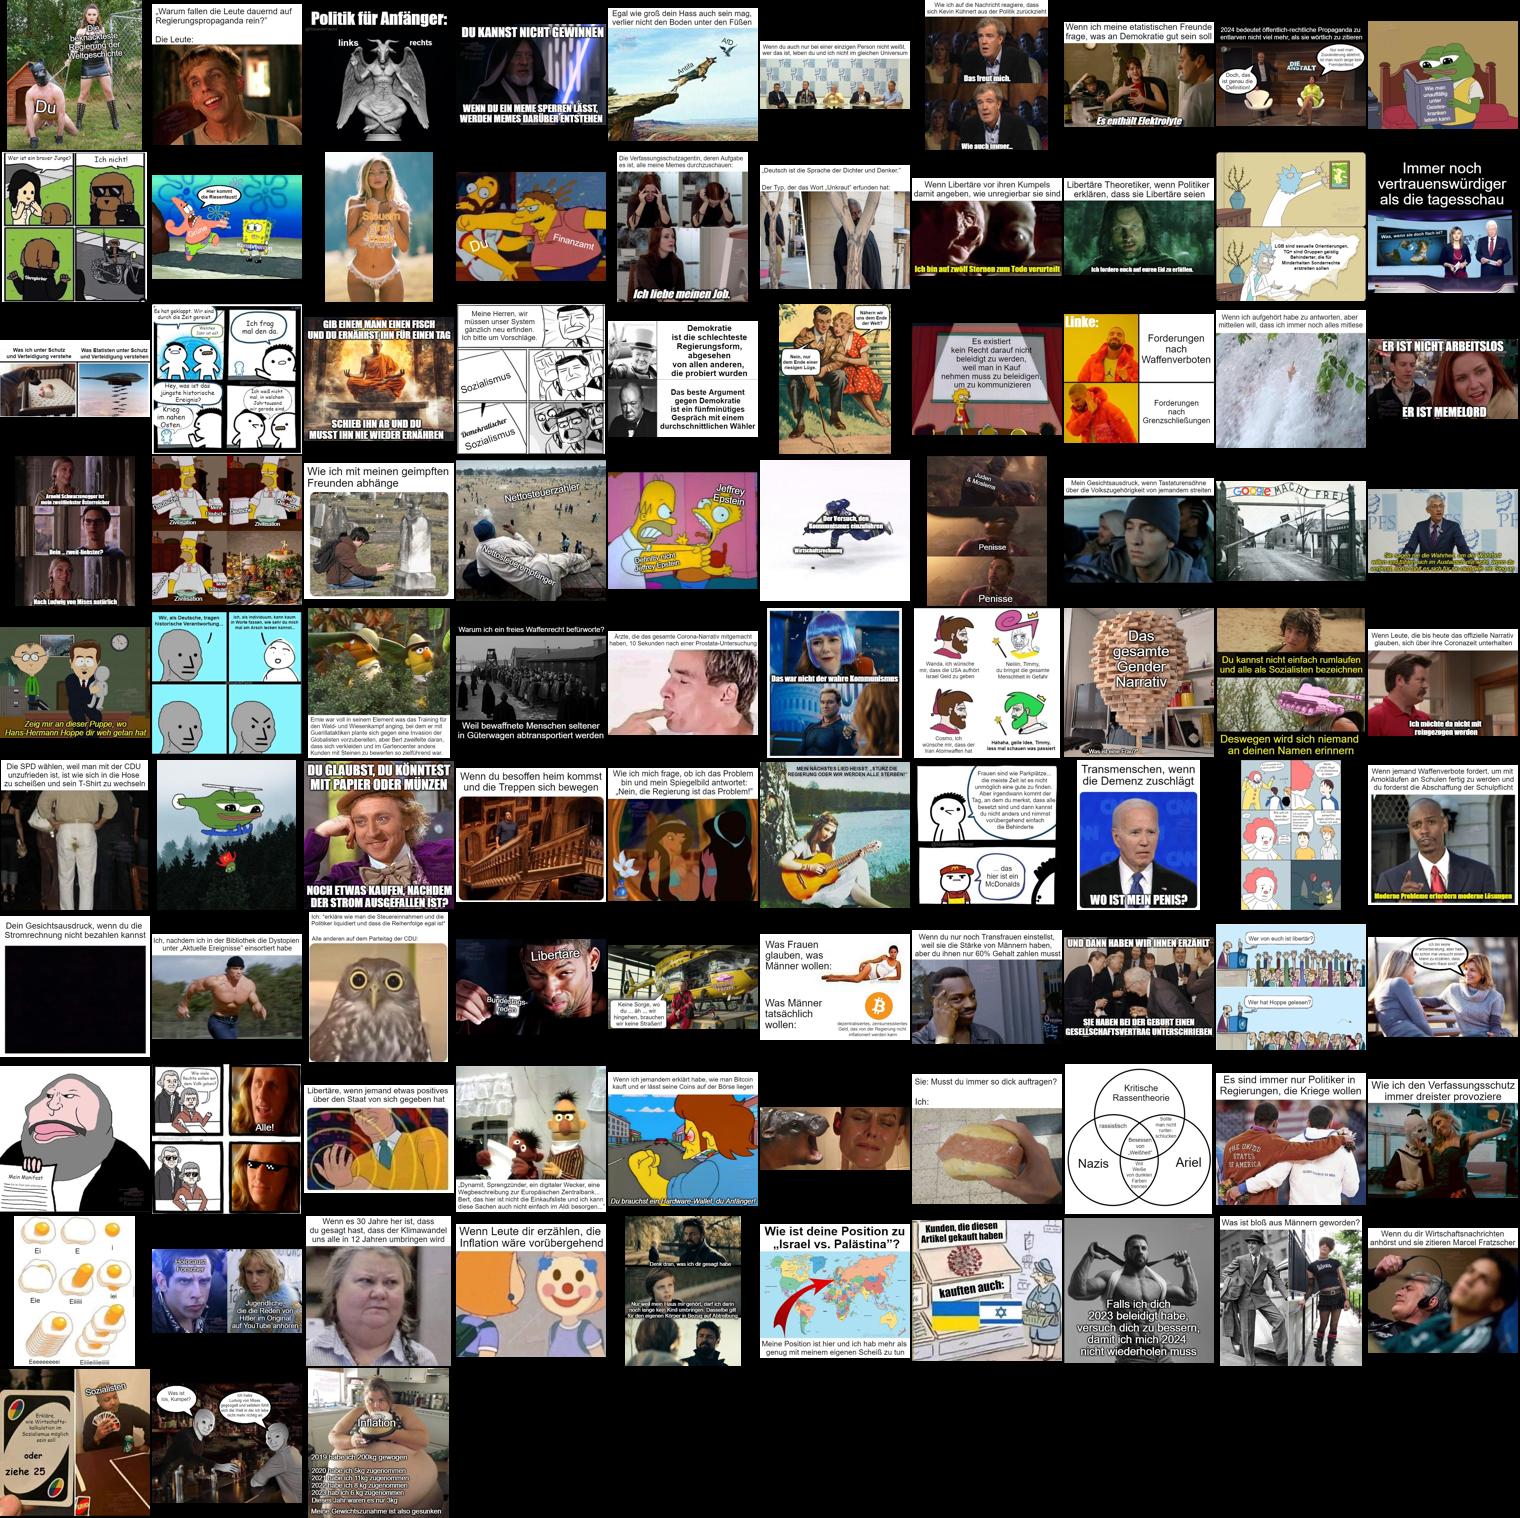 Die
beknackteste
Regierung der
Weltgeschichte
Du
„Warum fallen die Leute dauernd auf
Regierungspropaganda rein?“
Die Leute:
Politik für Anfänger:
links
rechts
DU KANNST NICHT GEWINNEN
WENN DU EIN MEME SPERREN LÄSST,
WERDEN MEMES DARÜBER ENTSTEHEN
Egal wie groß dein Hass auch sein mag,
verlier nicht den Boden unter den Füßen
Antifa
AfD
Wenn du auch nur bei einer einzigen Person nicht weißt,
wer das ist, leben du und ich nicht im gleichen Universum
Wie ich auf die Nachricht reagiere, dass
sich Kevin Kühnert aus der Politik zurückzieht
Das freut mich.
Wie auch immer...
Wenn ich meine etatistischen Freunde
frage, was an Demokratie gut sein soll
Es enthält Elektrolyte
2024 bedeutet öffentlich-rechtliche Propaganda zu
entlarven nicht viel mehr, als sie wörtlich zu zitieren
DIE
ANSTALT
Doch, das
ist genau die
Definition!
Wie man
unauffällig
unter
Geistes-
kranken
leben kann
Wer ist ein braver Junge?
Ich nicht!
Hier kommt
die Riesenfaust!
Grüne
Steuern
Du
Finanzamt
Die Verfassungsschutzagentin, deren Aufgabe
es ist, alle meine Memes durchzuschauen:
Ich liebe meinen Job.
„Deutsch ist die Sprache der Dichter und Denker.“
Der Typ, der das Wort „Unkraut“ erfunden hat:
Wenn Libertäre vor ihren Kumpels
damit angeben, wie unregierbar sie sind
Ich bin auf zwölf Sternen zum Tode verurteilt
Libertäre Theoretiker, wenn Politiker
erklären, dass sie Libertäre seien
Ich fordere euch auf euren Eid zu erfüllen.
LGB sind sexuelle Orientierungen,
TQ+ sind Gruppen geistig
Behinderter, die für
Minderheiten Sonderrechte
erstreiten sollen
Immer noch
vertrauenswürdiger
als die tagesschau
Was, wenn sie doch flach ist?
Was ich unter Schutz
und Verteidigung verstehe
Was Etatisten unter Schutz
und Verteidigung verstehen
Es hat geklappt. Wir sind
durch die Zeit gereist
Welches
Jahr ist es?
Ich frag
mal den da.
Hey, was ist das
jüngste historische
Ereignis?
Krieg
im nahen
Osten.
Ich weiß nicht
mal, in welchem
Jahrtausend
wir gerade sind.
GIB EINEM MANN EINEN FISCH
UND DU ERNÄHRST IHN FÜR EINEN TAG
SCHIEB IHN AB UND DU
MUSST IHN NIE WIEDER ERNÄHREN
Meine Herren, wir
müssen unser System
gänzlich neu erfinden.
Ich bitte um Vorschläge.
Sozialismus
Demokratischer
Sozialismus
Demokratie
ist die schlechteste
Regierungsform,
abgesehen
von allen anderen,
die probiert wurden
Das beste Argument
gegen Demokratie
ist ein fünfminütiges
Gespräch mit einem
durchschnittlichen Wähler
Nähern wir
uns dem Ende
der Welt?
Nein, nur
dem Ende einer
riesigen Lüge.
Es existiert
kein Recht darauf nicht
beleidigt zu werden,
weil man in Kauf
nehmen muss zu beleidigen,
um zu kommunizieren
Linke:
Forderungen
nach
Waffenverboten
Forderungen
nach
Grenzschließungen
Wenn ich aufgehört habe zu antworten, aber
mitteilen will, dass ich immer noch alles mitlese
ER IST NICHT ARBEITSLOS
ER IST MEMELORD
Arnold Schwarzenegger ist
mein zweitliebster Österreicher
Dein ... zweit-liebster?
Nach Ludwig von Mises natürlich
Zivilisation
Zivilisation
Zivilisation
Wie ich mit meinen geimpften
Freunden abhänge
Nettosteuerzahler
Nettosteuerempfänger
Jeffrey
Epstein
Definitiv nicht
Jeffrey Epstein
Der Versuch, den
Kommunismus einzuführen
Wirtschaftsrechnung
Juden
& Moslems
Penisse
Penisse
Mein Gesichtsausdruck, wenn Tastaturensöhne
über die Volkszugehörigkeit von jemandem streiten
GOOGLE MACHT FREI
Zeig mir an dieser Puppe, wo
Hans-Hermann Hoppe dir weh getan hat
Wir, als Deutsche, tragen
historische Verantwortung...
Ich, als Individuum, kann kaum
in Worte fassen, wie sehr du mich
mal am Arsch lecken kannst..
Ernie war voll in seinem Element was das Training für
den Wald- und Wiesenkampf anging, bei dem er mit
Guerillataktiken plante sich gegen eine Invasion der
Globalisten vorzubereiten, aber Bert zweifelte daran,
dass sich verkleiden und im Gartencenter andere
Kunden mit Steinen zu bewerfen so zielführend war.
Warum ich ein freies Waffenrecht befürworte?
Weil bewaffnete Menschen seltener
in Güterwagen abtransportiert werden
Ärzte, die das gesamte Corona-Narrativ mitgemacht
haben, 10 Sekunden nach einer Prostata-Untersuchung
Das war nicht der wahre Kommunismus
Wanda, ich wünsche
mir, dass die USA aufhört
Israel Geld zu geben
Neiiin, Timmy,
du bringst die gesamte
Menschheit in Gefahr
Cosmo, ich
wünsche mir, dass der
Iran Atomwaffen hat
Hahaha, geile Idee, Timmy,
lass mal schauen was passiert
Das
gesamte
Gender
Narrativ
„Was ist eine Frau?“
Du kannst nicht einfach rumlaufen
und alle als Sozialisten bezeichnen
Deswegen wird sich niemand
an deinen Namen erinnern
Wenn Leute, die bis heute das offizielle Narrativ
glauben, sich über ihre Coronazeit unterhalten
Ich möchte da nicht mit
reingezogen werden
Die SPD wählen, weil man mit der CDU
unzufrieden ist, ist wie sich in die Hose
zu scheißen und sein T-Shirt zu wechseln
DU GLAUBST, DU KÖNNTEST
MIT PAPIER ODER MÜNZEN
NOCH ETWAS KAUFEN, NACHDEM
DER STROM AUSGEFALLEN IST?
Wenn du besoffen heim kommst
und die Treppen sich bewegen
Wie ich mich frage, ob ich das Problem
bin und mein Spiegelbild antwortet:
„Nein, die Regierung ist das Problem!“
MEIN NÄCHSTES LIED HEISST: „STÜRZ DIE
REGIERUNG ODER WIR WERDEN ALLE STERBEN!“
Frauen sind wie Parkplätze...
die meiste Zeit ist es nicht
unmöglich eine gute zu finden.
Aber irgendwann kommt der
Tag, an dem du merkst, dass alle
besetzt sind und dann kannst
du nicht anders und nimmst
vorübergehend einfach
die Behinderte
... das
hier ist ein
McDonalds
Transmenschen, wenn
die Demenz zuschlägt
WO IST MEIN PENIS?
Wenn jemand Waffenverbote fordert, um mit
Amokläufen an Schulen fertig zu werden und
du forderst die Abschaffung der Schulpflicht
Moderne Probleme erfordern moderne Lösungen
Dein Gesichtsausdruck, wenn du die
Stromrechnung nicht bezahlen kannst
Ich, nachdem ich in der Bibliothek die Dystopien
unter „Aktuelle Ereignisse“ einsortiert habe
Ich: "erkläre wie man die Steuereinnahmen und die
Politiker liquidiert und dass die Reihenfolge egal ist"
Alle anderen auf dem Parteitag der CDU:
Libertäre
Bundestags-
reden
Keine Sorge, wo
du ... äh ... wir
hingehen, brauchen
wir keine Straßen!
Was Frauen
glauben, was
Männer wollen:
Was Männer
tatsächlich
wollen:
dezentralisiertes, zensurresistentes
Geld, das von der Regierung nicht
inflationiert werden kann
Wenn du nur noch Transfrauen einstellst,
weil sie die Stärke von Männern haben,
aber du ihnen nur 60% Gehalt zahlen musst
UND DANN HABEN WIR IHNEN ERZÄHLT
SIE HABEN BEI DER GEBURT EINEN
GESELLSCHAFTSVERTRAG UNTERSCHRIEBEN
Wer von euch ist libertär?
Wer hat Hoppe gelesen?
Mein Manifest
Wie viele
Rechte sollen wir
dem Volk geben?
Alle!
Libertäre, wenn jemand etwas positives
über den Staat von sich gegeben hat
„Dynamit, Sprengzünder, ein digitaler Wecker, eine
Wegbeschreibung zur Europäischen Zentralbank...
Bert, das hier ist nicht die Einkaufsliste und ich kann
diese Sachen auch nicht einfach im Aldi besorgen...“
Wenn ich jemandem erklärt habe, wie man Bitcoin
kauft und er lässt seine Coins auf der Börse liegen
Du brauchst ein Hardware-Wallet, du Anfänger!
Sie: Musst du immer so dick auftragen?
Ich:
Kritische
Rassentheorie
rassistisch
Sollte
man nicht
runter-
schlucken
Besessen
von
„Weißheit“
Nazis
Ariel
Will
Weiße
von dunklen
Farben
trennen
Es sind immer nur Politiker in
Regierungen, die Kriege wollen
THE UNITED
STATES
OF AMERICA
Wie ich den Verfassungsschutz
immer dreister provoziere
Ei
E
i
Eie
Eiiiii
iei
Eeeeeeeeei
Eiiieiieiieiiiii
Holocaust
Forscher
Jugendliche,
die die Reden von
Hitler im Original
auf YouTube anhören
Wenn es 30 Jahre her ist, dass
du gesagt hast, dass der Klimawandel
uns alle in 12 Jahren umbringen wird
Wenn Leute dir erzählen, die
Inflation wäre vorübergehend
Denk dran, was ich dir gesagt habe
Nur weil mein Haus mir gehört, darf ich darin
noch lange kein Kind umbringen. Dasselbe gilt
für den eigenen Körper in Bezug auf Abtreibung.
Wie ist deine Position zu
„Israel vs. Palästina“?
Meine Position ist hier und ich hab mehr als
genug mit meinem eigenen Scheiß zu tun
Kunden, die diesen
Artikel gekauft haben
kauften auch:
Falls ich dich
2023 beleidigt habe,
versuch dich zu bessern,
damit ich mich 2024
nicht wiederholen muss
Was ist bloß aus Männern geworden?
Wenn du Wirtschaftsnachrichten
anhörst und sie zitieren Marcel Fratzscher
Erkläre,
wie Wirtschafts-
kalkulation im
Sozialismus möglich
sein soll
oder
ziehe 25
Sozialisten
Was ist
los, Kumpel?
Inflation
2019 habe ich 200kg gewogen
2020 habe ich 5kg zugenommen
2021 habe ich 11kg zugenommen
2022 habe ich 8 kg zugenommen
2023 hab ich 6 kg zugenommen
Dieses Jahr waren es nur 3kg
Meine Gewichtszunahme ist also gesunken